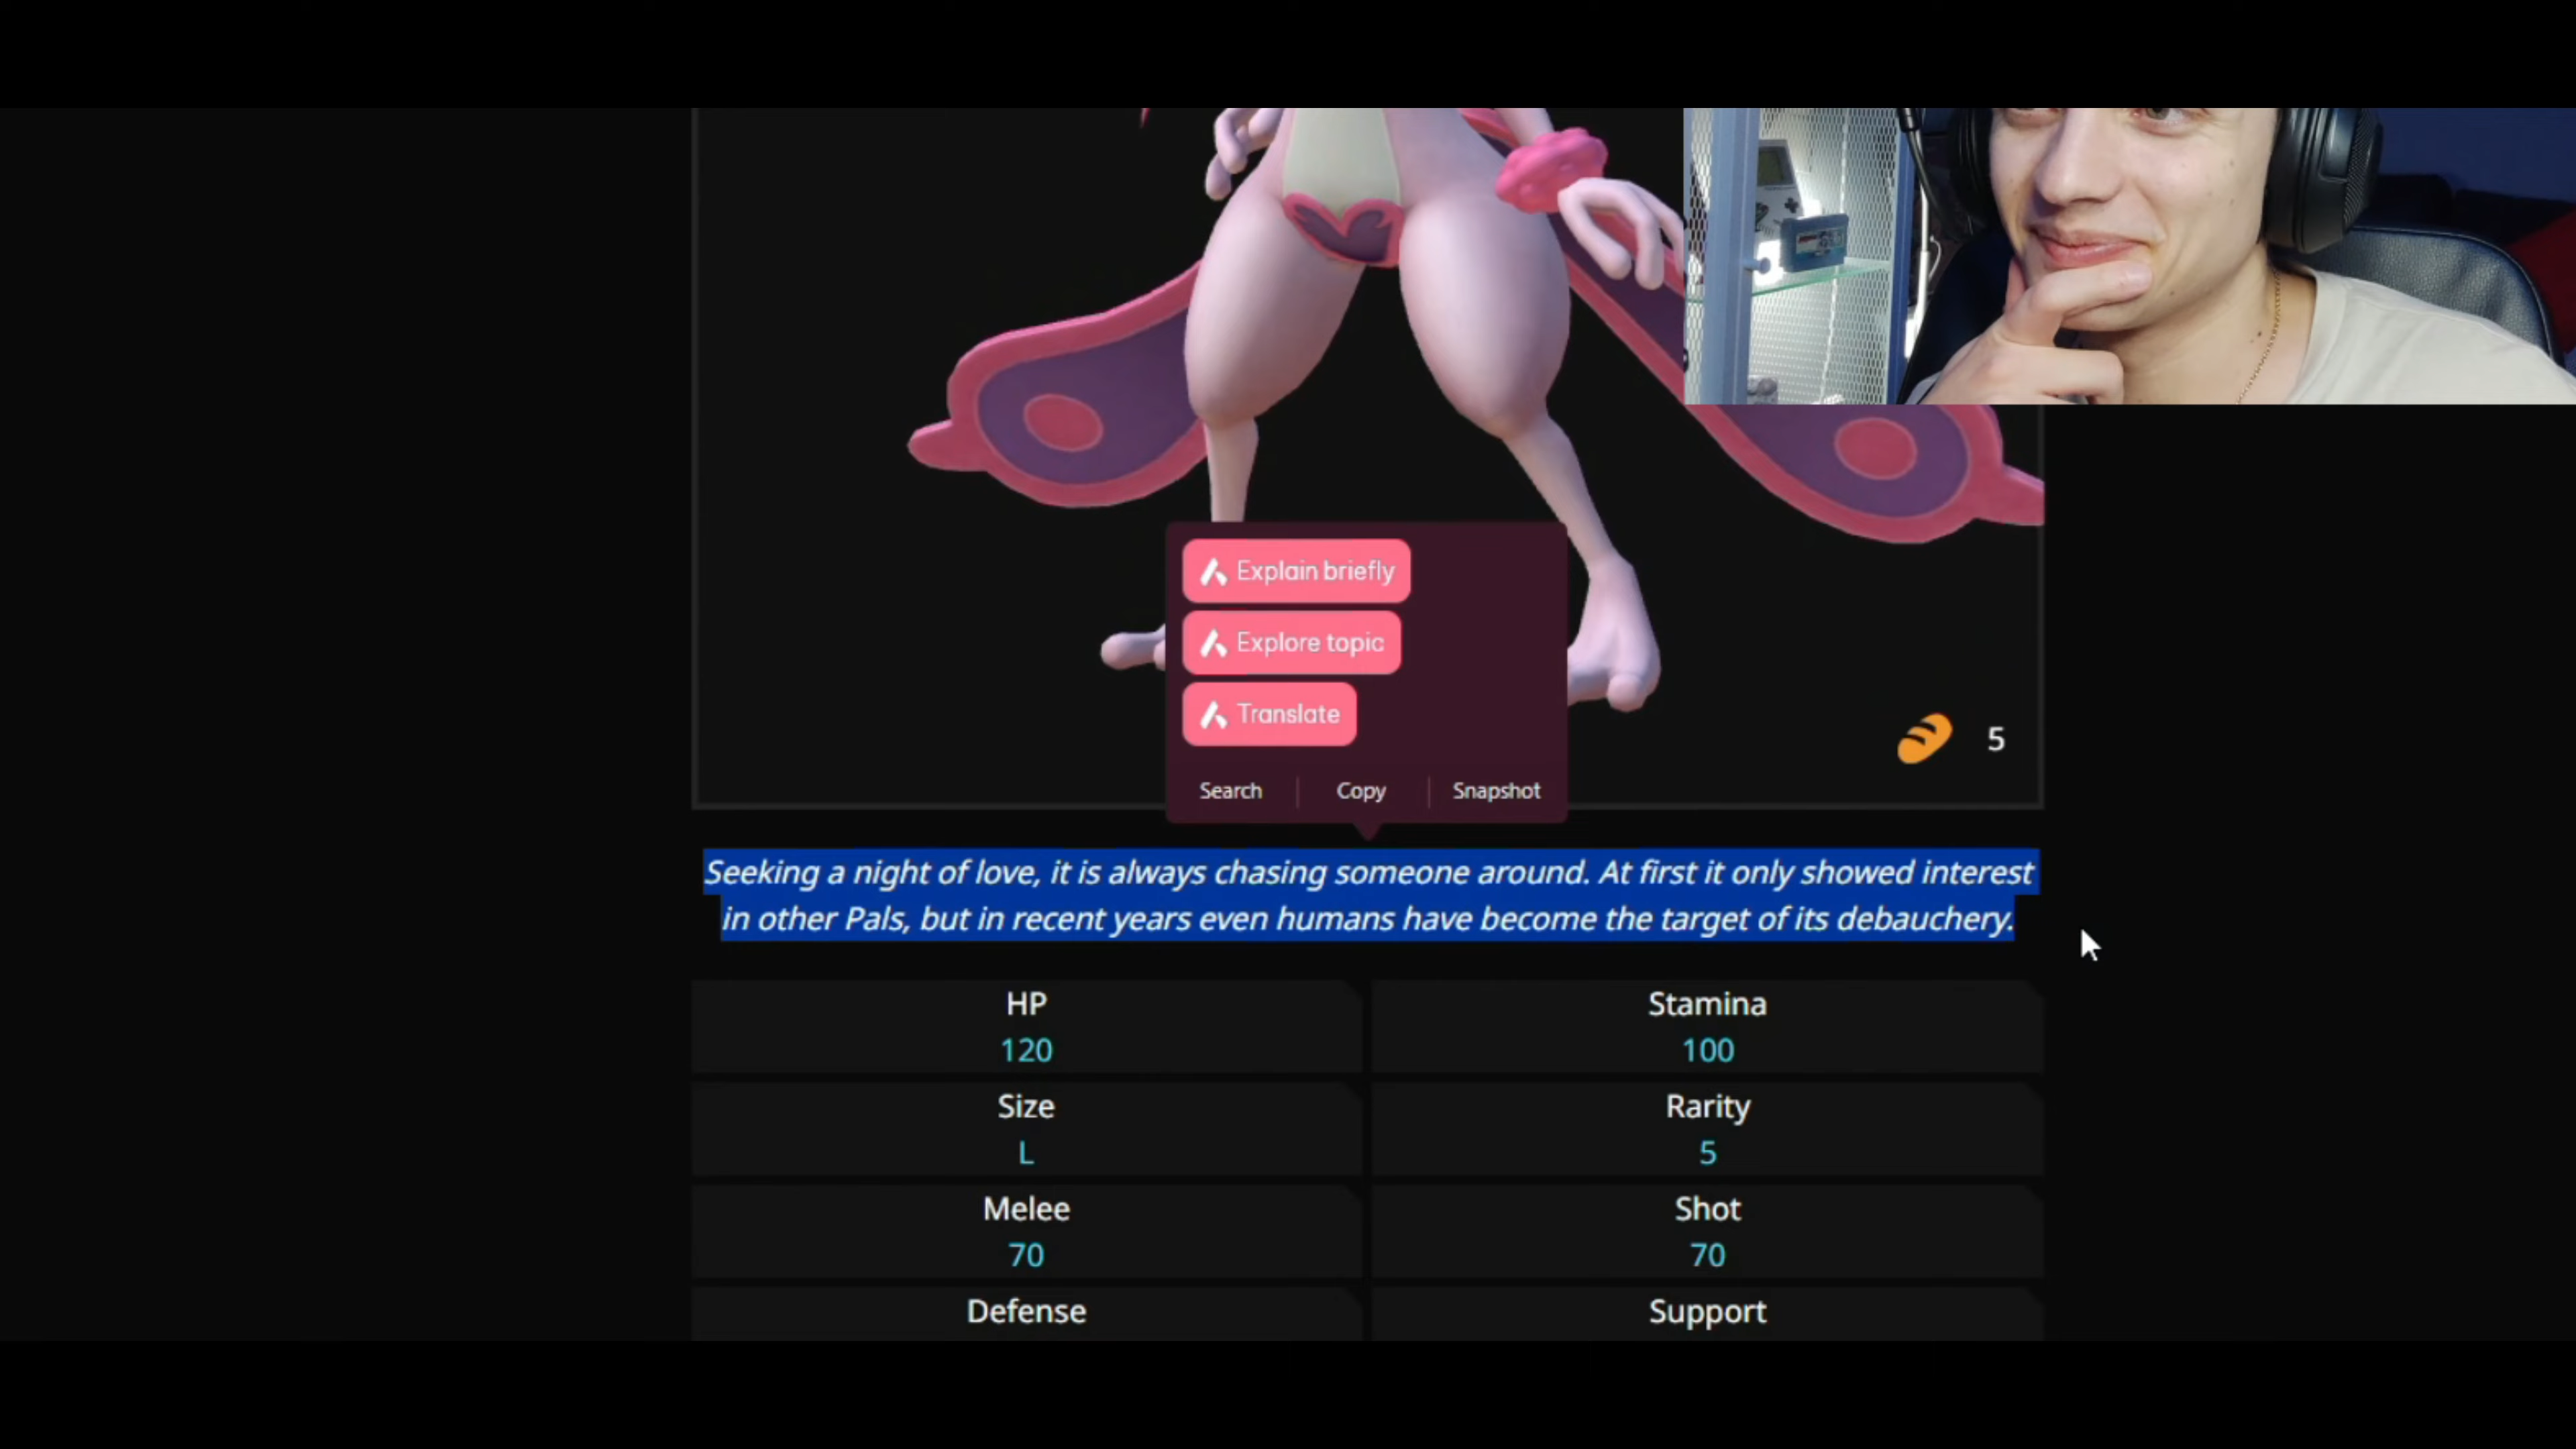 Explain briefly
Explore topic
Translate
Search Copy Snapshot
5
Seeking a night of love, it is always chasing someone around. At first it only showed interest
in other Pals, but in recent years even humans have become the target of its debauchery.
HP Stamina
120 100
Size Rarity
L 5
Melee Shot
70 70
Defense Support